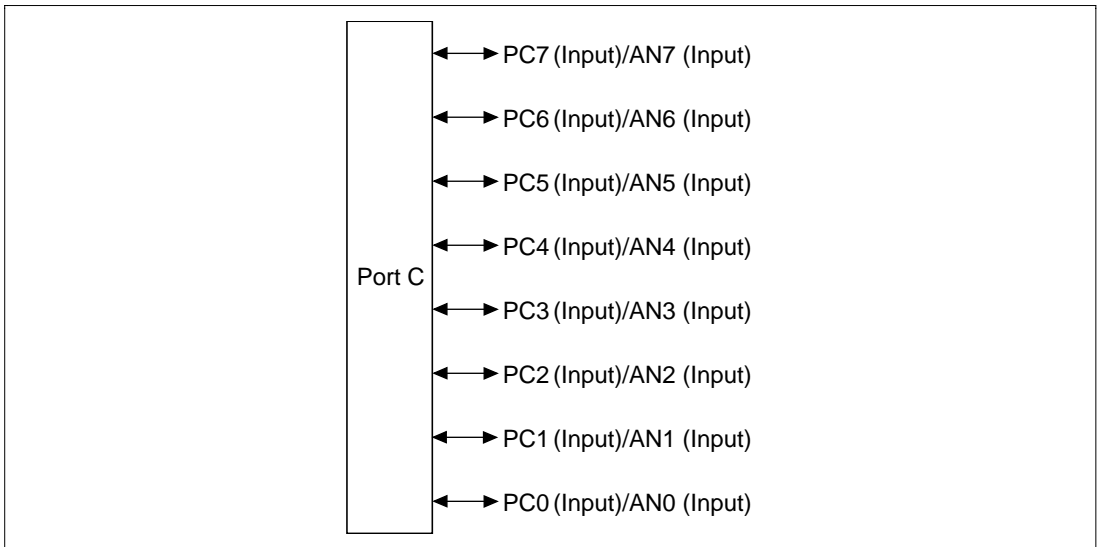 PC7 (Input)/AN7 (Input)
PC6 (Input)/AN6 (Input)
PC5 (Input)/AN5 (Input)
PC4 (Input)/AN4 (Input)
Port C
PC3 (Input)/AN3 (Input)
PC2 (Input)/AN2 (Input)
PC1 (Input)/AN1 (Input)
PC0 (Input)/AN0 (Input)